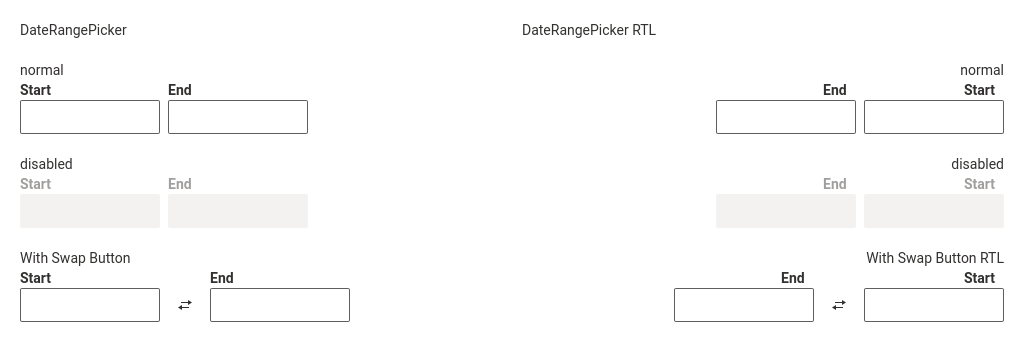 DateRangePicker
normal
Start End
disabled
Start End
With Swap Button
Start End
DateRangePicker RTL
normal
End Start
disabled
End Start
With Swap Button RTL
End Start